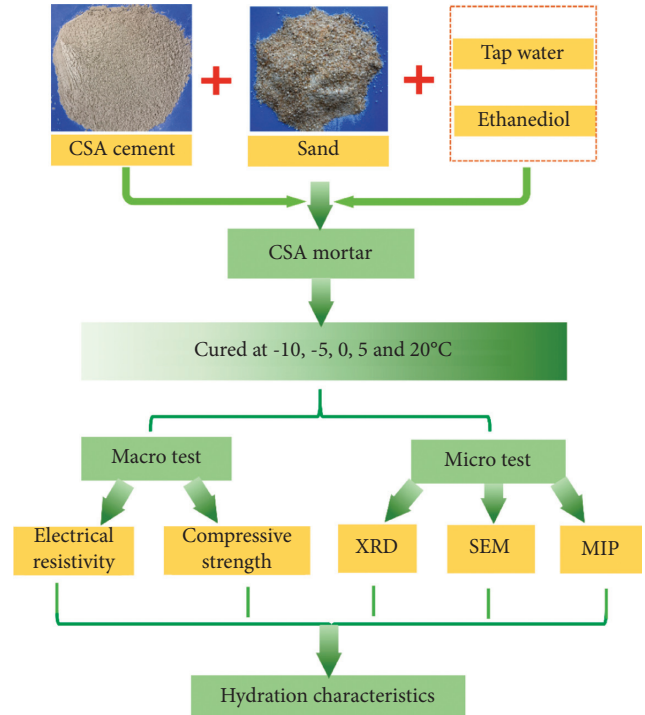 Tap water
Ethanediol
CSA cement
Sand
CSA mortar
Cured at -10, -5, 0, 5 and 20°C
Macro test
Micro test
Electrical
resistivity
Compressive
strength
XRD
SEM
MIP
Hydration characteristics